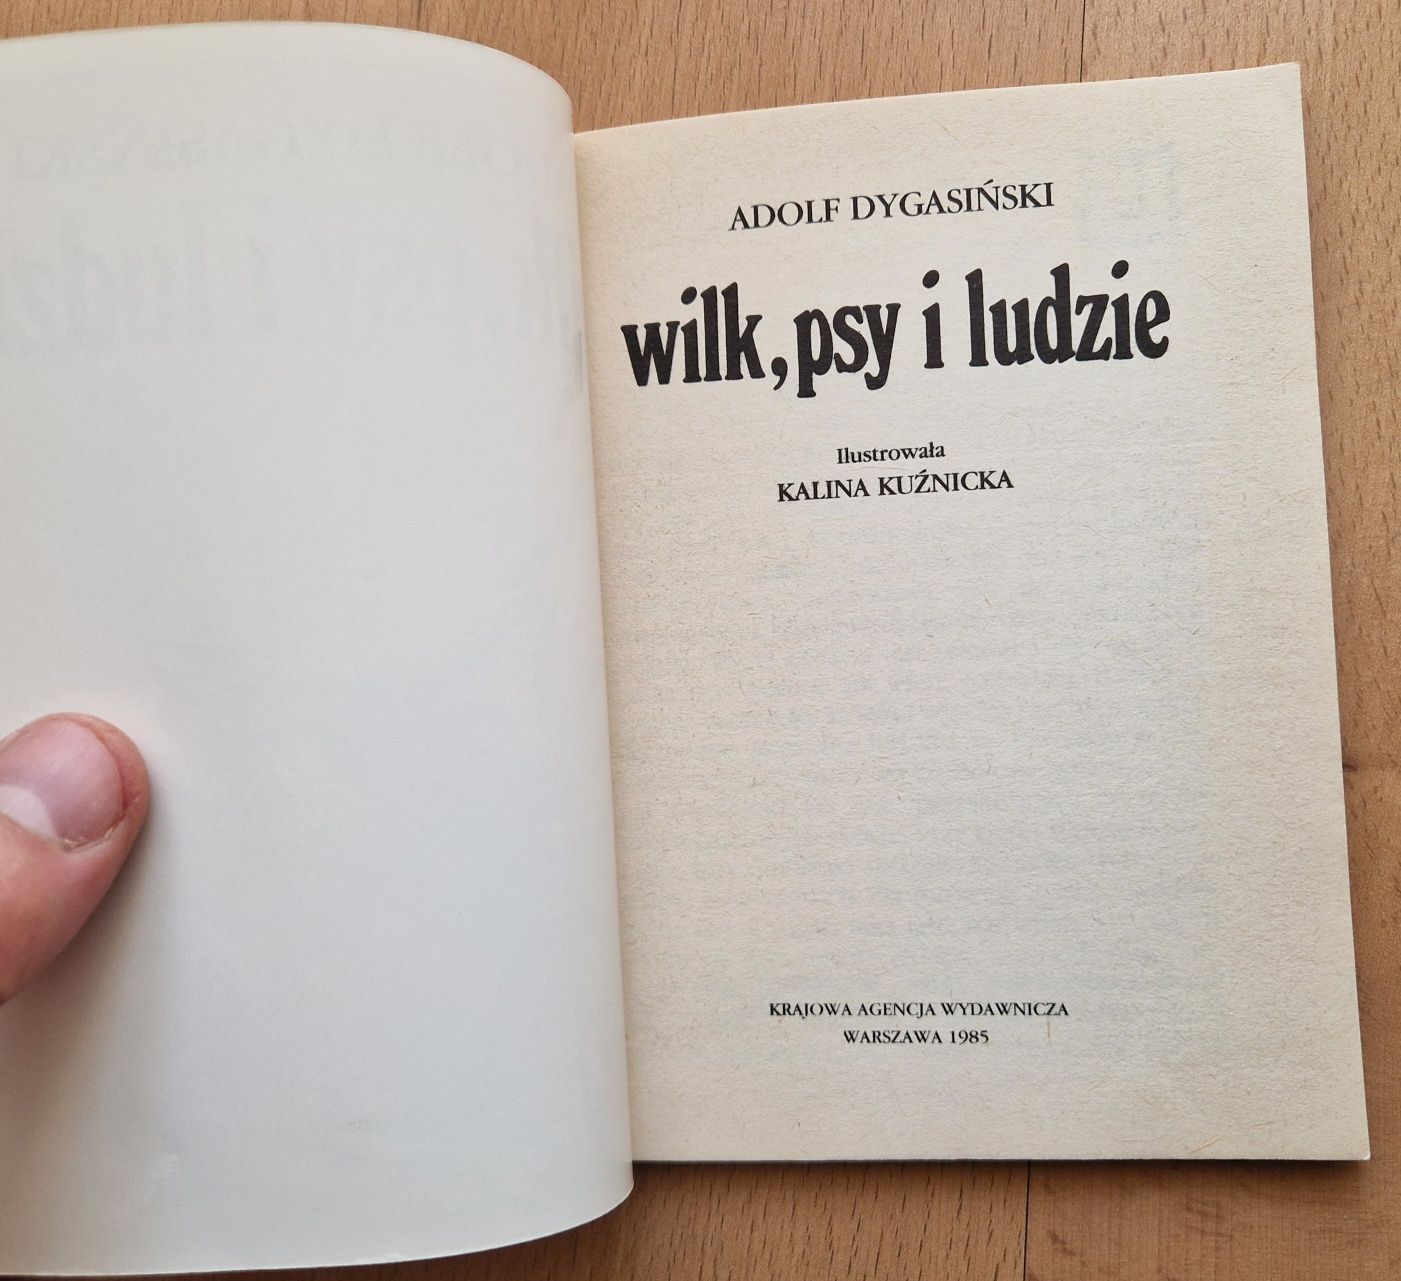 ADOLF DYGASIŃSKI
wilk, psy i ludzie
Ilustrowała
KALINA KUŹNICKA
KRAJOWA AGENCJA WYDAWNICZA
WARSZAWA 1985